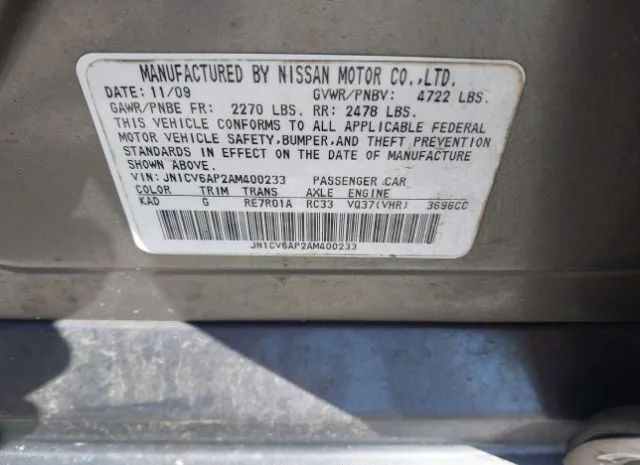 MANUFACTURED BY NISSAN MOTOR CO.,LTD.
DATE: 11/09 GVWR/PNBV: 4722 LBS.
GAWR/PNBE FR: 2270 LBS. RR: 2478 LBS.
THIS VEHICLE CONFORMS TO ALL APPLICABLE FEDERAL
MOTOR VEHICLE SAFETY,BUMPER,AND THEFT PREVENTION
STANDARDS IN EFFECT ON THE DATE OF MANUFACTURE
SHOWN ABOVE.
VIN: JN1CV6AP2AM400233 PASSENGER CAR
COLOR TRIM TRANS AXLE ENGINE
KAD G RE7R01A RC33 VQ37(VHR) 3696CC
JN1CV6AP2AM400233